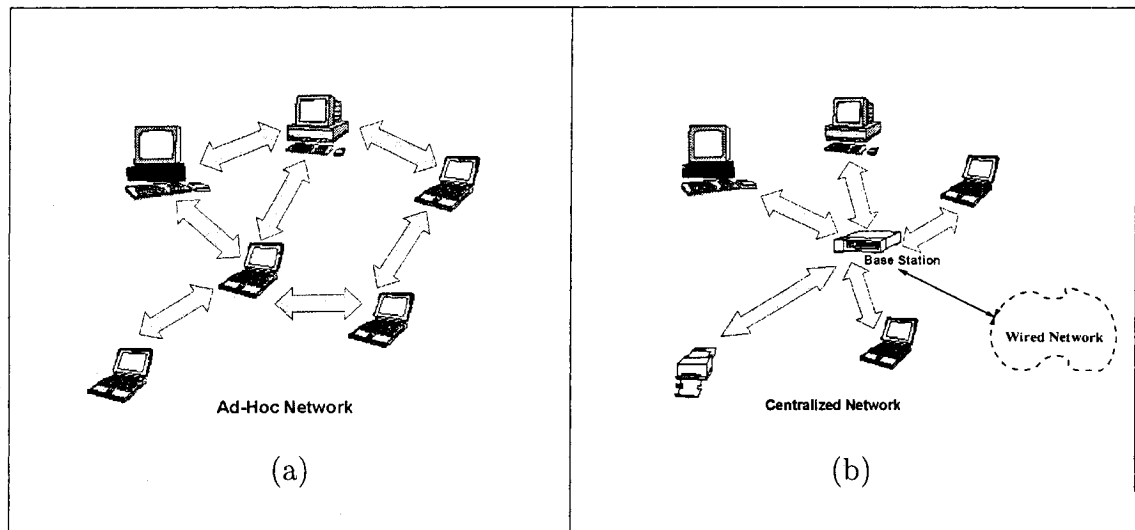 Ad-Hoc Network
(a)
Base Station
Wired Network
Centralized Network
(b)